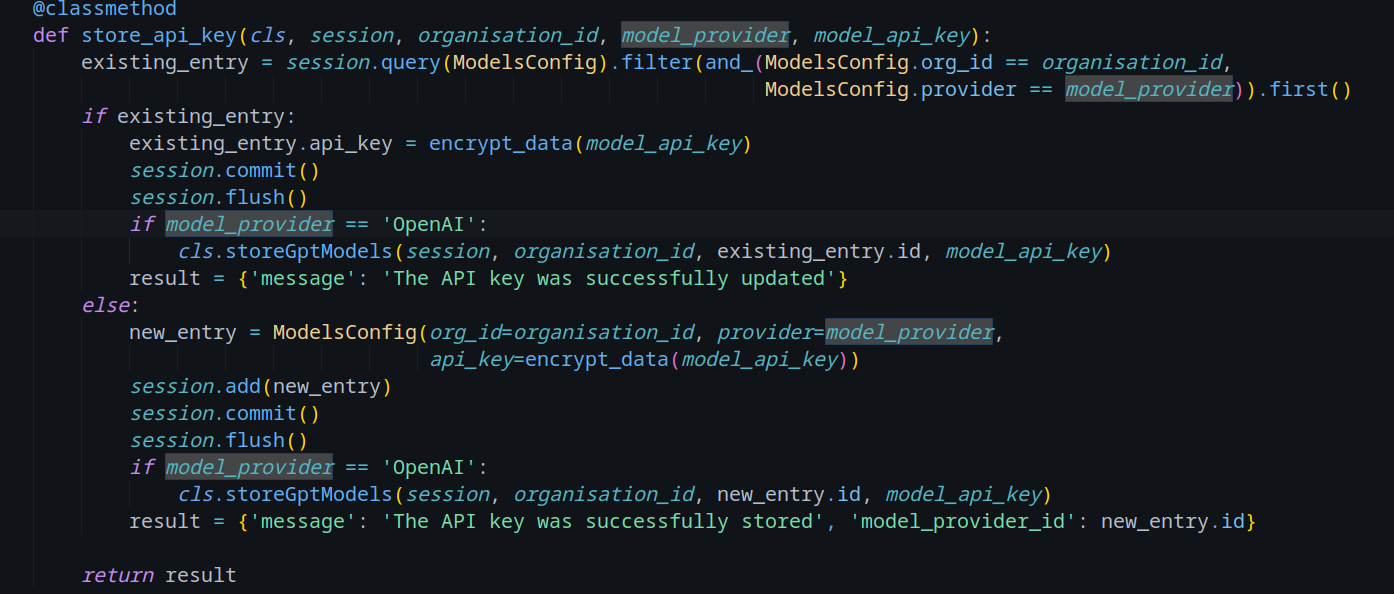 @classmethod
def store_api_key(cls, session, organisation_id, model_provider, model_api_key):
    existing_entry = session.query(ModelsConfig).filter(and_(ModelsConfig.org_id == organisation_id,
                                                             ModelsConfig.provider == model_provider)).first()
    if existing_entry:
        existing_entry.api_key = encrypt_data(model_api_key)
        session.commit()
        session.flush()
        if model_provider == 'OpenAI':
            cls.storeGptModels(session, organisation_id, existing_entry.id, model_api_key)
        result = {'message': 'The API key was successfully updated'}
    else:
        new_entry = ModelsConfig(org_id=organisation_id, provider=model_provider,
                                 api_key=encrypt_data(model_api_key))
        session.add(new_entry)
        session.commit()
        session.flush()
        if model_provider == 'OpenAI':
            cls.storeGptModels(session, organisation_id, new_entry.id, model_api_key)
        result = {'message': 'The API key was successfully stored', 'model_provider_id': new_entry.id}

    return result